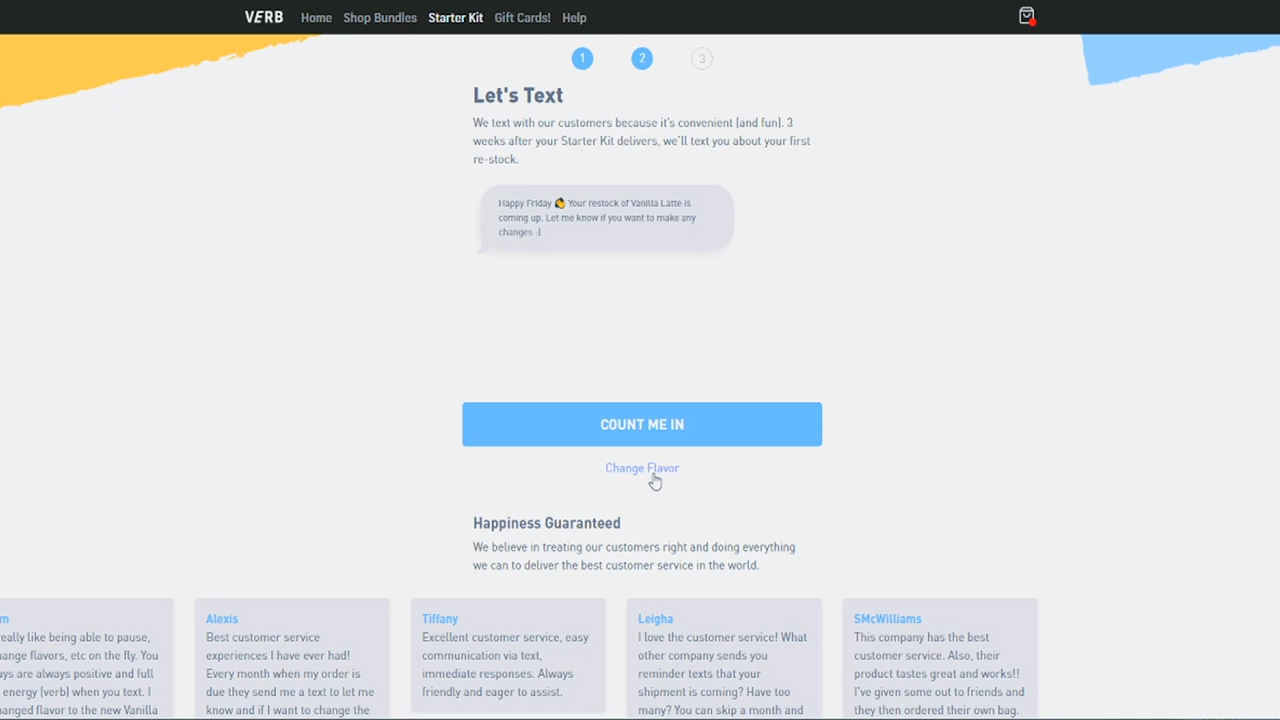 VERB Home Shop Bundles Starter Kit Gift Cards! Help
1 2 3
Let's Text
We text with our customers because it's convenient (and fun). 3
weeks after your Starter Kit delivers, we'll text you about your first
re-stock.
Happy Friday Your restock of Vanilla Latte is
coming up. Let me know if you want to make any
changes :)
COUNT ME IN
Change Flavor
Happiness Guaranteed
We believe in treating our customers right and doing everything
we can to deliver the best customer service in the world.
eally like being able to pause,
ange flavors, etc on the fly. You
ys are always positive and full
energy (verb) when you text. I
anged flavor to the new Vanilla
Alexis
Best customer service
experiences I have ever had!
Every month when my order is
due they send me a text to let me
know and if I want to change the
Tiffany
Excellent customer service, easy
communication via text,
immediate responses. Always
friendly and eager to assist.
Leigha
I love the customer service! What
other company sends you
reminder texts that your
shipment is coming? Have too
many? You can skip a month and
SMcWilliams
This company has the best
customer service. Also, their
product tastes great and works!!
I've given some out to friends and
they then ordered their own bag.